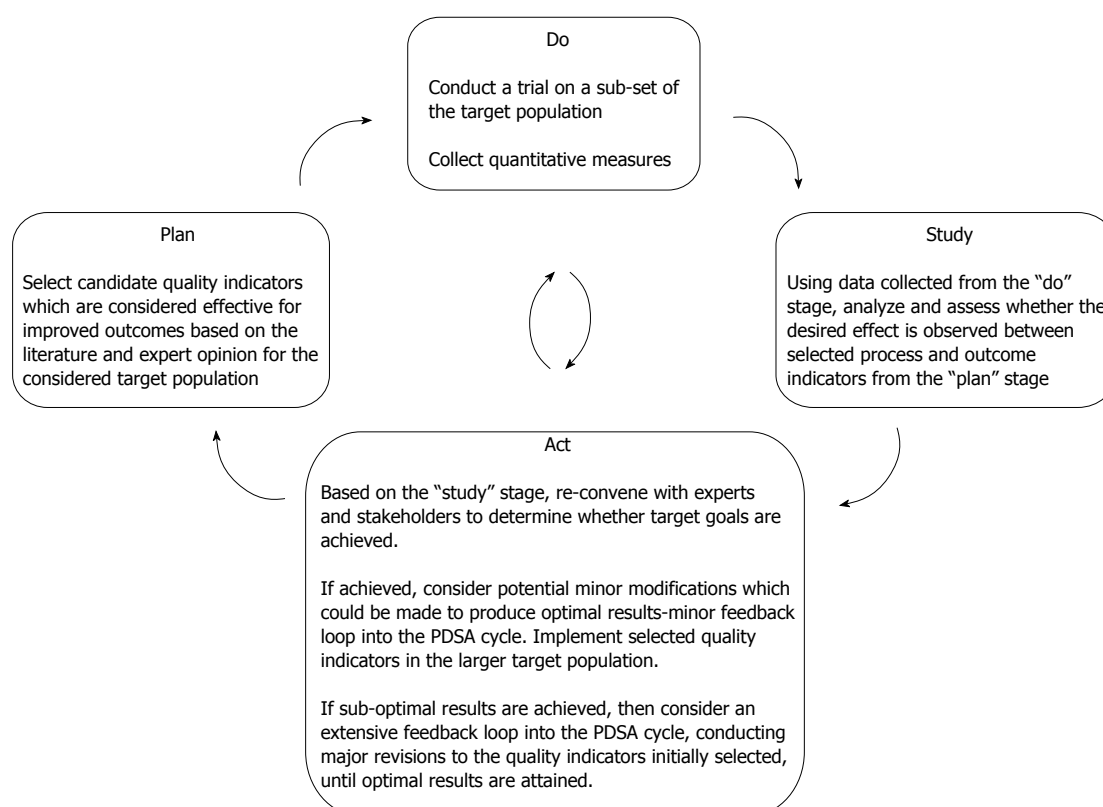 Do
Conduct a trial on a sub-set of
the target population
Collect quantitative measures
Plan
Select candidate quality indicators
which are considered effective for
improved outcomes based on the
literature and expert opinion for the
considered target population
Study
Using data collected from the “do”
stage, analyze and assess whether the
desired effect is observed between
selected process and outcome
indicators from the “plan” stage
Act
Based on the “study” stage, re-convene with experts
and stakeholders to determine whether target goals are
achieved.
If achieved, consider potential minor modifications which
could be made to produce optimal results-minor feedback
loop into the PDSA cycle. Implement selected quality
indicators in the larger target population.
If sub-optimal results are achieved, then consider an
extensive feedback loop into the PDSA cycle, conducting
major revisions to the quality indicators initially selected,
until optimal results are attained.